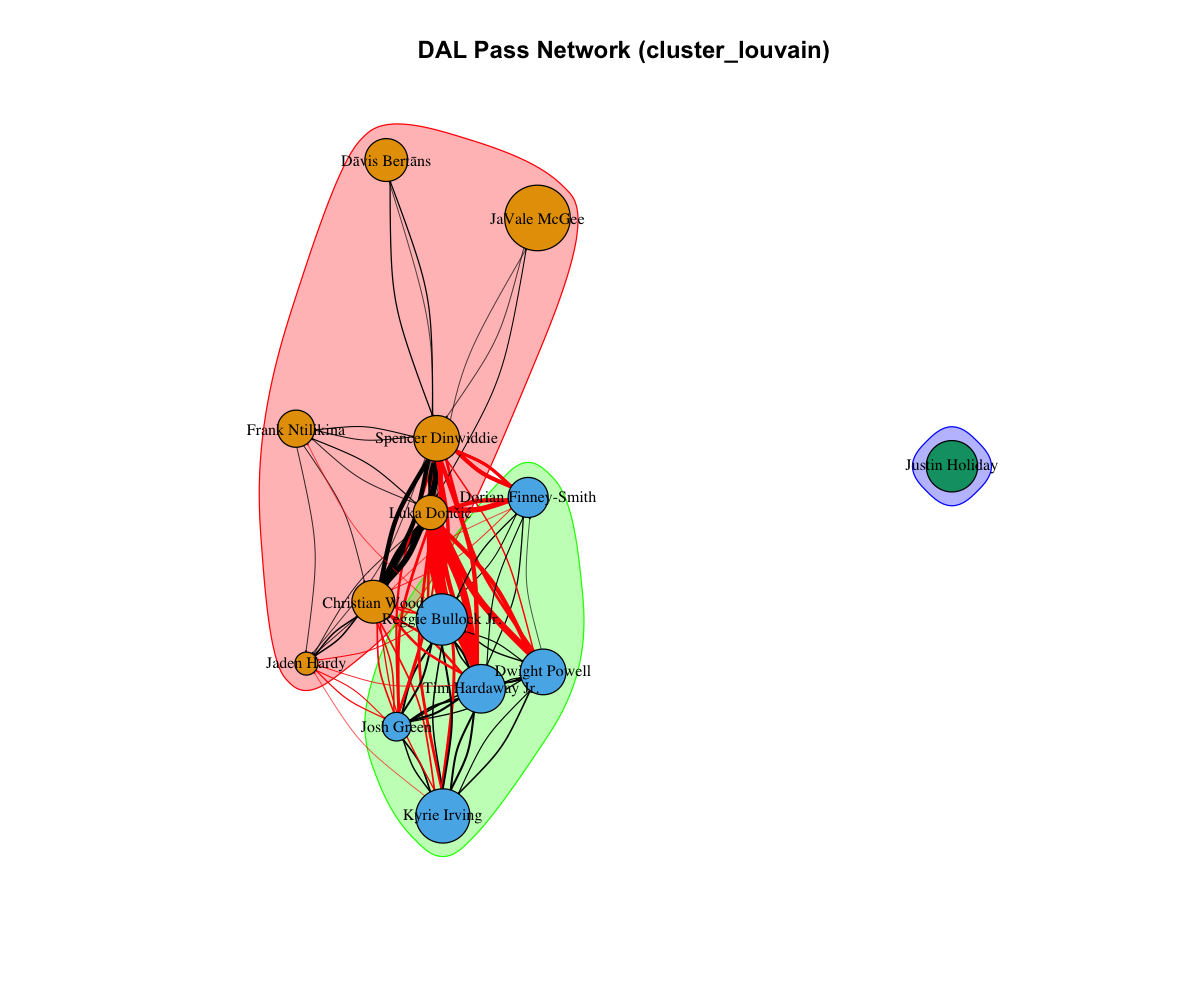 DAL Pass Network (cluster_louvain)
Dāvis Bertāns
JaVale McGee
Frank Ntilikina
Spencer Dinwiddie
Justin Holiday
Dorian Finney-Smith
Luka Dončić
Christian Wood
Reggie Bullock Jr.
Jaden Hardy
Dwight Powell
Tim Hardaway Jr.
Josh Green
Kyrie Irving